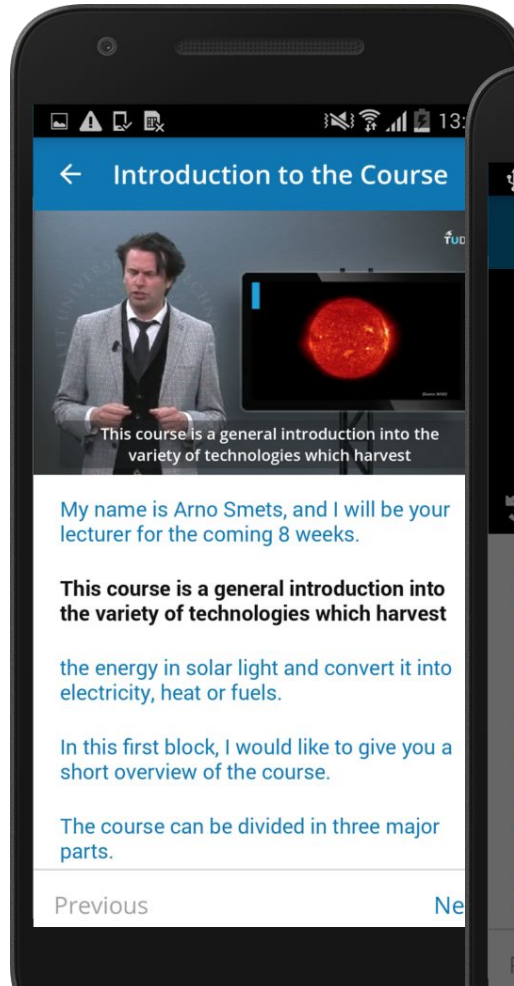 13:
Introduction to the Course
TUD
This course is a general introduction into the
variety of technologies which harvest
My name is Arno Smets, and I will be your
lecturer for the coming 8 weeks.
This course is a general introduction into
the variety of technologies which harvest
the energy in solar light and convert it into
electricity, heat or fuels.
In this first block, I would like to give you a
short overview of the course.
The course can be divided in three major
parts.
Previous
Ne